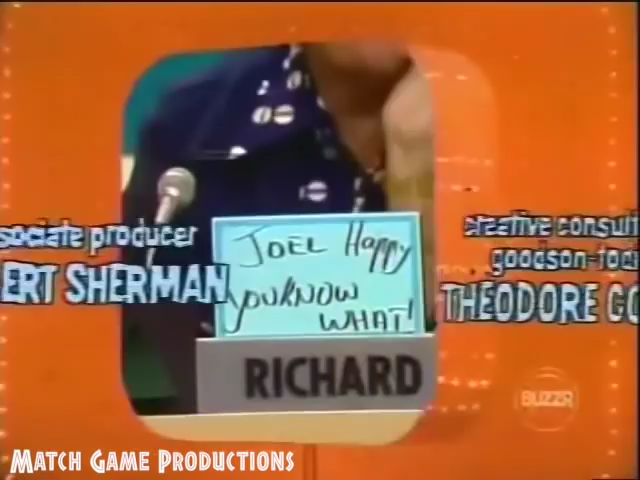 sociate producer
ERT SHERMAN
JOEL Happy
YOU KNOW
WHAT!
RICHARD
creative consult
goodson-tod
THEODORE CO
BUZZR
MATCH GAME PRODUCTIONS